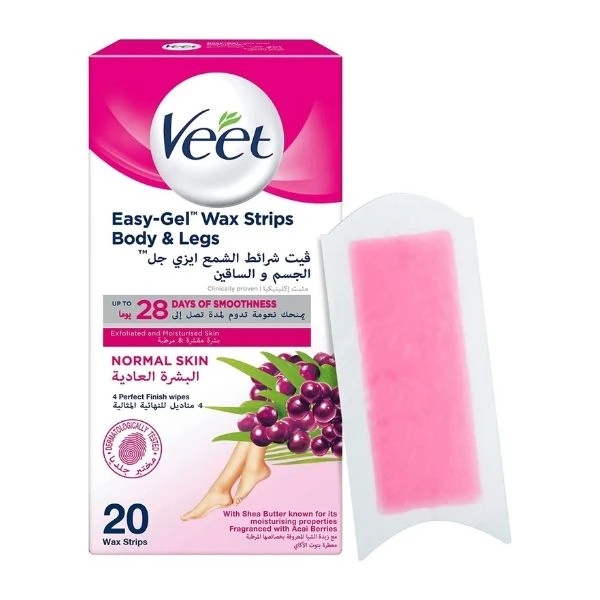 Veet
Easy-Gel™ Wax Strips
Body & Legs
ڤيت شرائط الشمع ايزي جل™
الجسم و الساقين
Clinically proven | مثبت إكلينيكيا
UP TO 28 DAYS OF SMOOTHNESS
يمنحك نعومة تدوم لمدة تصل إلى 28 يوما
Exfoliated and Moisturised Skin
بشرة مقشرة & مرطبة
NORMAL SKIN
البشرة العادية
4 Perfect Finish wipes
4 مناديل للنهائية المثالية
DERMATOLOGICALLY TESTED
مختبر جلديا
20
Wax Strips
With Shea Butter known for its
moisturising properties
Fragranced with Acai Berries
مع زبدة الشيا المعروفة بخصائصها المرطبة
معطرة بتوت الأكاي